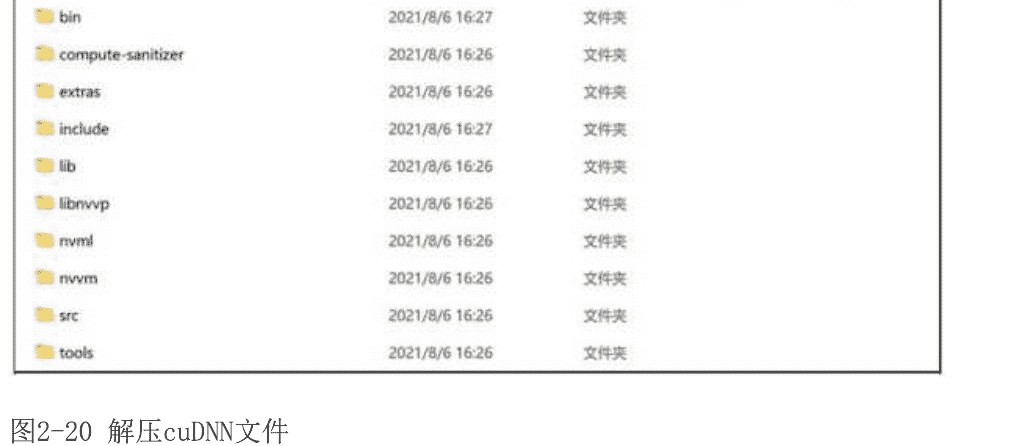 bin 2021/8/6 16:27 文件夹
compute-sanitizer 2021/8/6 16:26 文件夹
extras 2021/8/6 16:26 文件夹
include 2021/8/6 16:27 文件夹
lib 2021/8/6 16:26 文件夹
libnvvp 2021/8/6 16:26 文件夹
nvml 2021/8/6 16:26 文件夹
nvvm 2021/8/6 16:26 文件夹
src 2021/8/6 16:26 文件夹
tools 2021/8/6 16:26 文件夹
图2-20 解压cuDNN文件